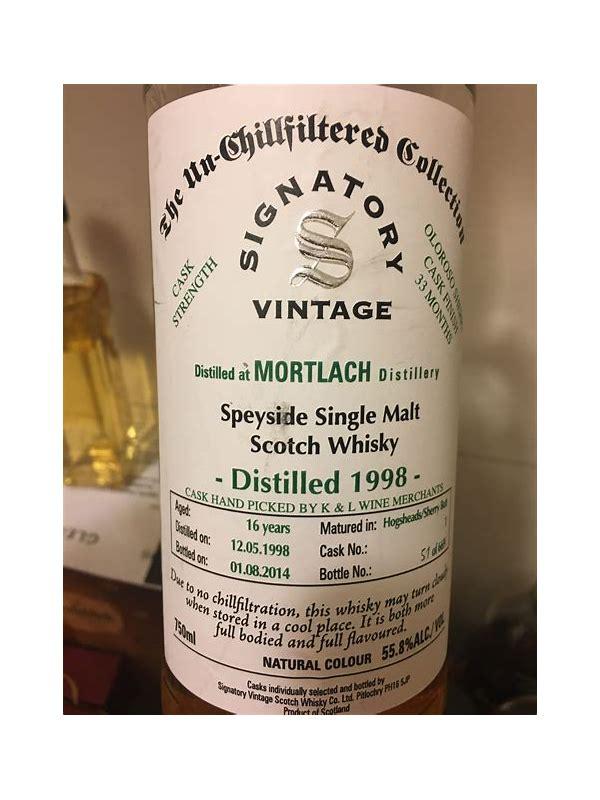 The Un-Chillfiltered Collection
SIGNATORY
S
VINTAGE
CASK
STRENGTH
OLOROSO SHERRY
CASK FINISH
33 MONTHS
Distilled at MORTLACH Distillery
Speyside Single Malt
Scotch Whisky
- Distilled 1998 -
CASK HAND PICKED BY K & L WINE MERCHANTS
Aged: 16 years Matured in: Hogsheads/Sherry Butt
Distilled on: 12.05.1998 Cask No.: 1
Bottled on: 01.08.2014 Bottle No.: 57 of
Due to no chillfiltration, this whisky may turn cloudy
when stored in a cool place. It is both more
full bodied and full flavoured.
750ml NATURAL COLOUR 55.8%ALC/VOL
Casks individually selected and bottled by
Signatory Vintage Scotch Whisky Co. Ltd. Pitlochry PH16 5JP
Product of Scotland